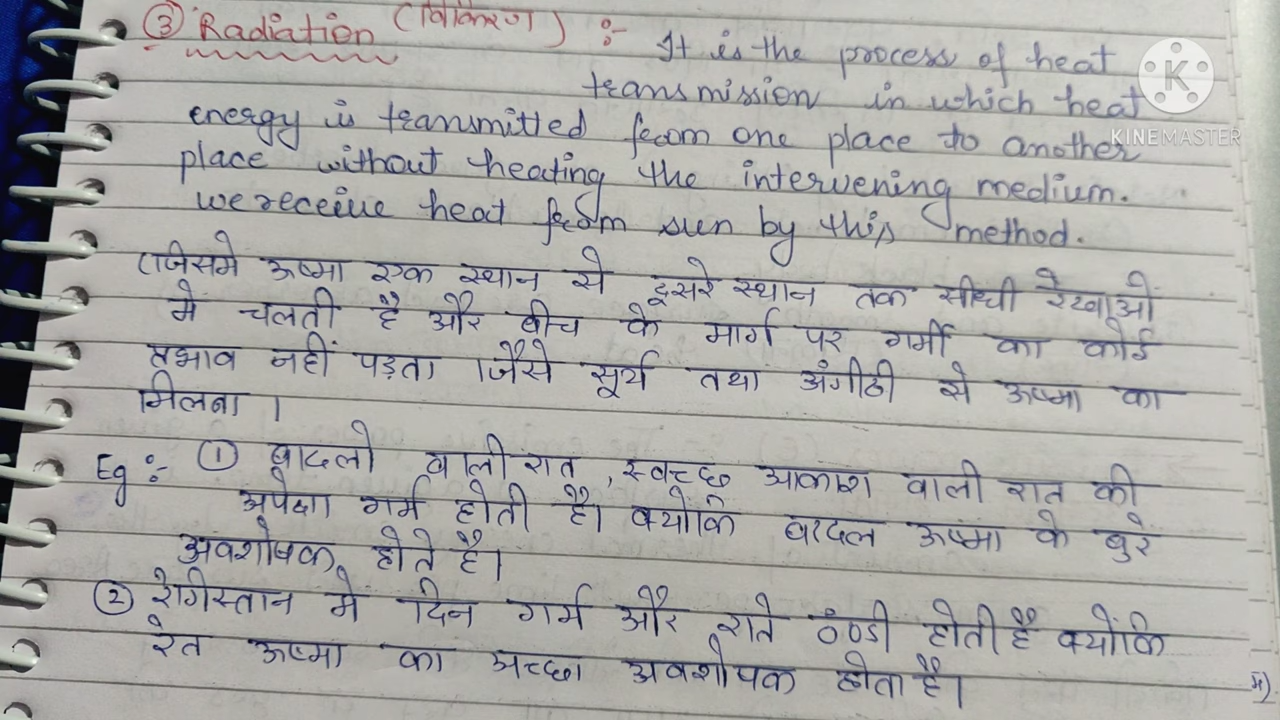 ③ Radiation (विकिरण) :- It is the process of heat
transmission in which heat
energy is transmitted from one place to another
place without heating the intervening medium.
we receive heat from sun by this method.
(जिसमे ऊष्मा एक स्थान से दूसरे स्थान तक सीधी रेखाओ
मे चलती है और बीच के मार्ग पर गर्मी का कोई
प्रभाव नहीं पड़ता। जैसे सूर्य तथा अंगीठी से ऊष्मा का
मिलना ।
Eg :- ① बादलो वाली रात, स्वच्छ आकाश वाली रात की
अपेक्षा गर्म होती है। क्योकि बादल ऊष्मा के बुरे
अवशोषक होते है।
② रेगिस्तान मे दिन गर्म और राते ठण्डी होती है क्योंकि
रेत ऊष्मा का अच्छा अवशोषक होता है।
K
KINEMASTER